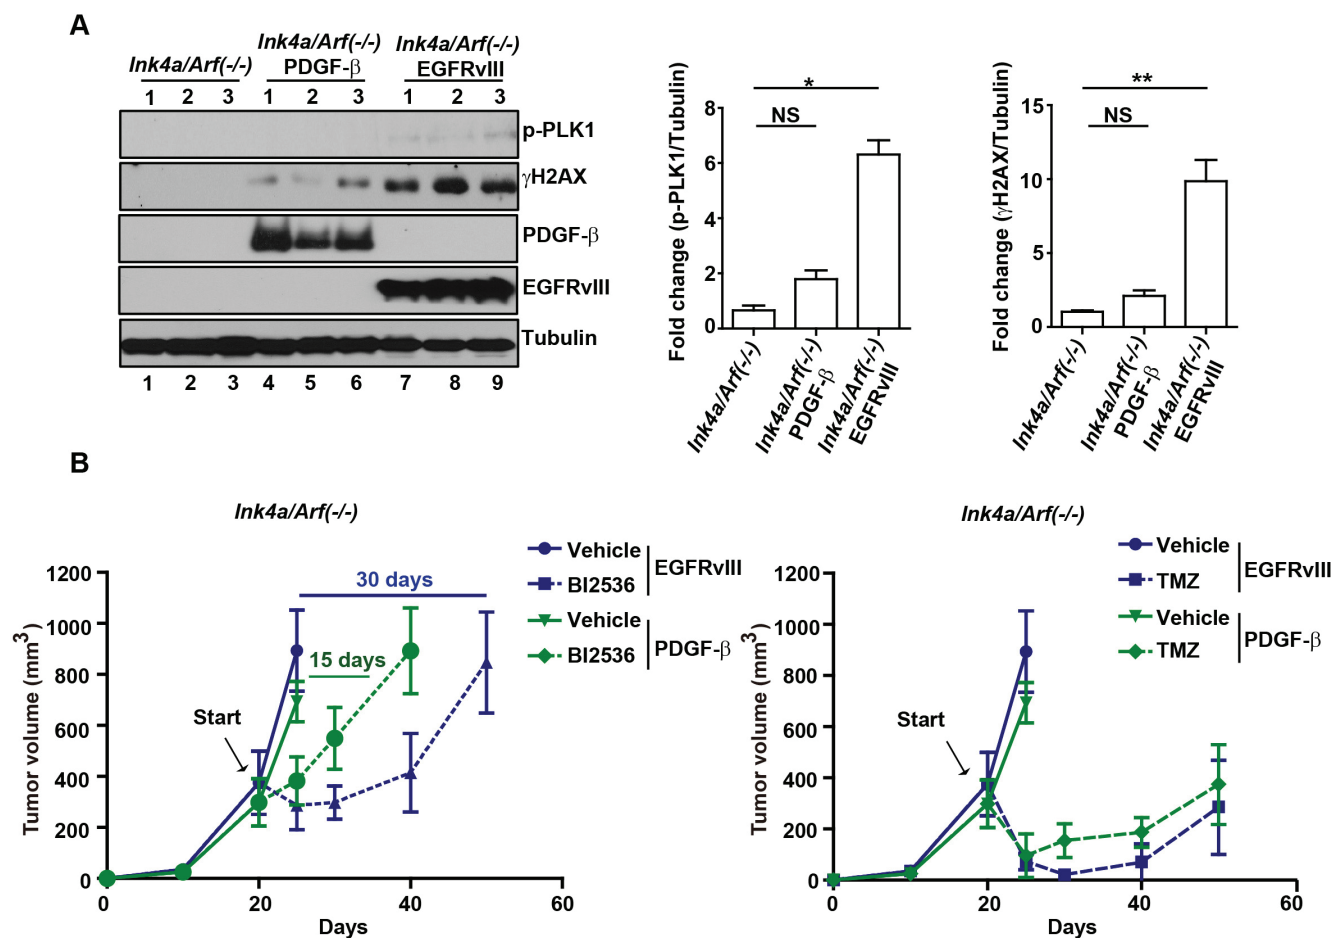 A
Ink4a/Arf(-/-)
Ink4a/Arf(-/-)
PDGF-β
Ink4a/Arf(-/-)
EGFRvIII
1 2 3 1 2 3 1 2 3
p-PLK1
γH2AX
PDGF-β
EGFRvIII
Tubulin
1 2 3 4 5 6 7 8 9
Fold change (p-PLK1/Tubulin)
8
6
4
2
0
*
NS
Ink4a/Arf(-/-)
Ink4a/Arf(-/-)
PDGF-β
Ink4a/Arf(-/-)
EGFRvIII
Fold change (γH2AX/Tubulin)
15
10
5
0
**
NS
Ink4a/Arf(-/-)
Ink4a/Arf(-/-)
PDGF-β
Ink4a/Arf(-/-)
EGFRvIII
B
Ink4a/Arf(-/-)
Vehicle
BI2536
EGFRvIII
Vehicle
BI2536
PDGF-β
30 days
15 days
Start
Tumor volume (mm3)
1200
1000
800
600
400
200
0
0 20 40 60
Days
Ink4a/Arf(-/-)
Vehicle
TMZ
EGFRvIII
Vehicle
TMZ
PDGF-β
Start
Tumor volume (mm3)
1200
1000
800
600
400
200
0
0 20 40 60
Days